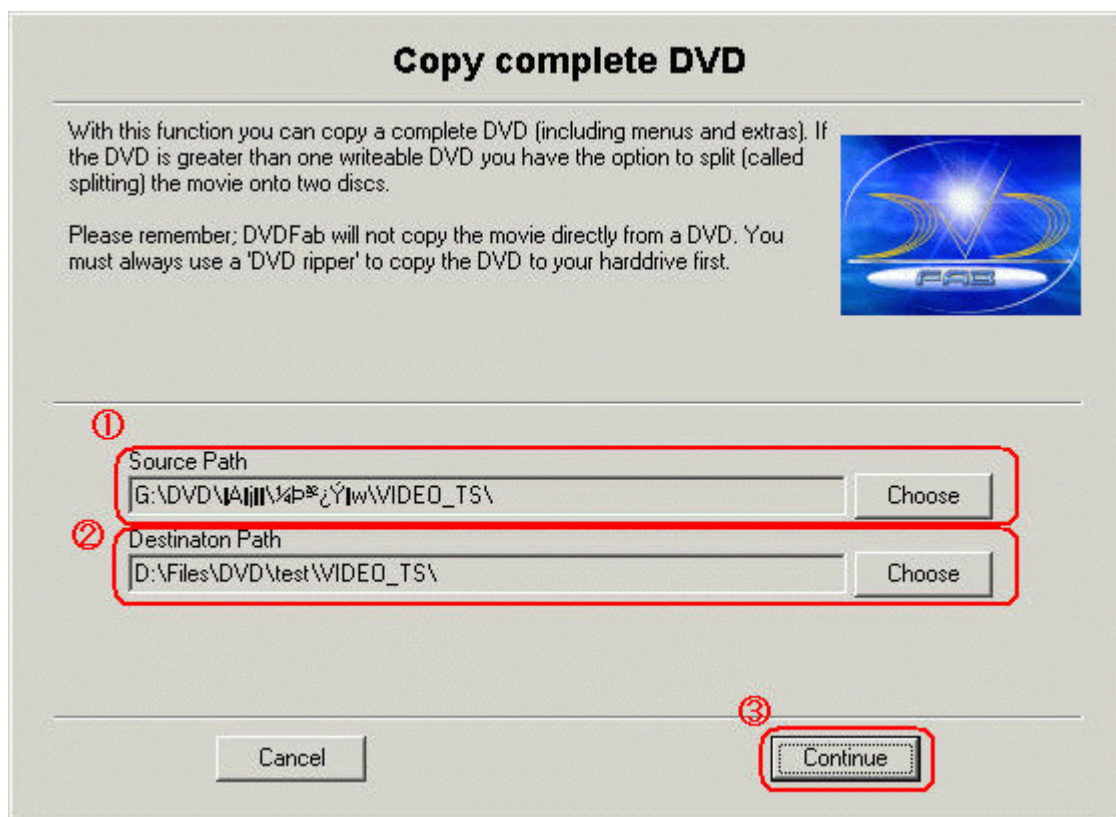 Copy complete DVD
With this function you can copy a complete DVD (including menus and extras). If
the DVD is greater than one writeable DVD you have the option to split (called
splitting) the movie onto two discs.
Please remember; DVDFab will not copy the movie directly from a DVD. You
must always use a 'DVD ripper' to copy the DVD to your harddrive first.
DVD
FAB
①
Source Path
G:\DVD\ \VIDEO_TS\
Choose
②
Destinaton Path
D:\Files\DVD\test\VIDEO_TS\
Choose
③
Cancel
Continue